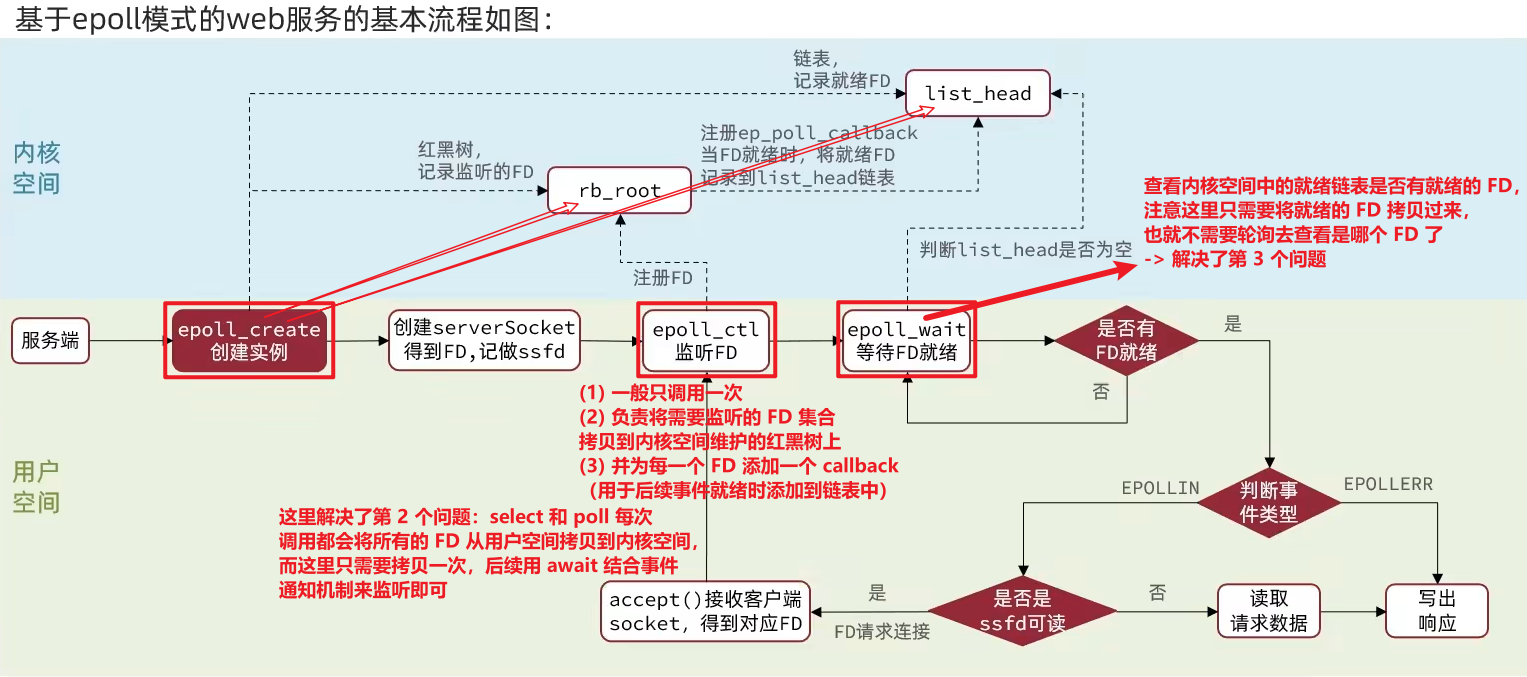 基于epoll模式的web服务的基本流程如图：
链表，
记录就绪FD
list_head
内核
空间
红黑树，
记录监听的FD
rb_root
注册ep_poll_callback
当FD就绪时，将就绪FD
记录到list_head链表
查看内核空间中的就绪链表是否有就绪的 FD，
注意这里只需要将就绪的 FD 拷贝过来，
也就不需要轮询去查看是哪个 FD 了
-> 解决了第 3 个问题
注册FD
判断list_head是否为空
服务端
epoll_create
创建实例
创建serverSocket
得到FD,记做ssfd
epoll_ctl
监听FD
epoll_wait
等待FD就绪
是否有
FD就绪
是
否
(1) 一般只调用一次
(2) 负责将需要监听的 FD 集合
拷贝到内核空间维护的红黑树上
(3) 并为每一个 FD 添加一个 callback
（用于后续事件就绪时添加到链表中）
用户
空间
这里解决了第 2 个问题：select 和 poll 每次
调用都会将所有的 FD 从用户空间拷贝到内核空间，
而这里只需要拷贝一次，后续用 await 结合事件
通知机制来监听即可
EPOLLIN
判断事
件类型
EPOLLERR
accept()接收客户端
socket，得到对应FD
是
FD请求连接
是否是
ssfd可读
否
读取
请求数据
写出
响应